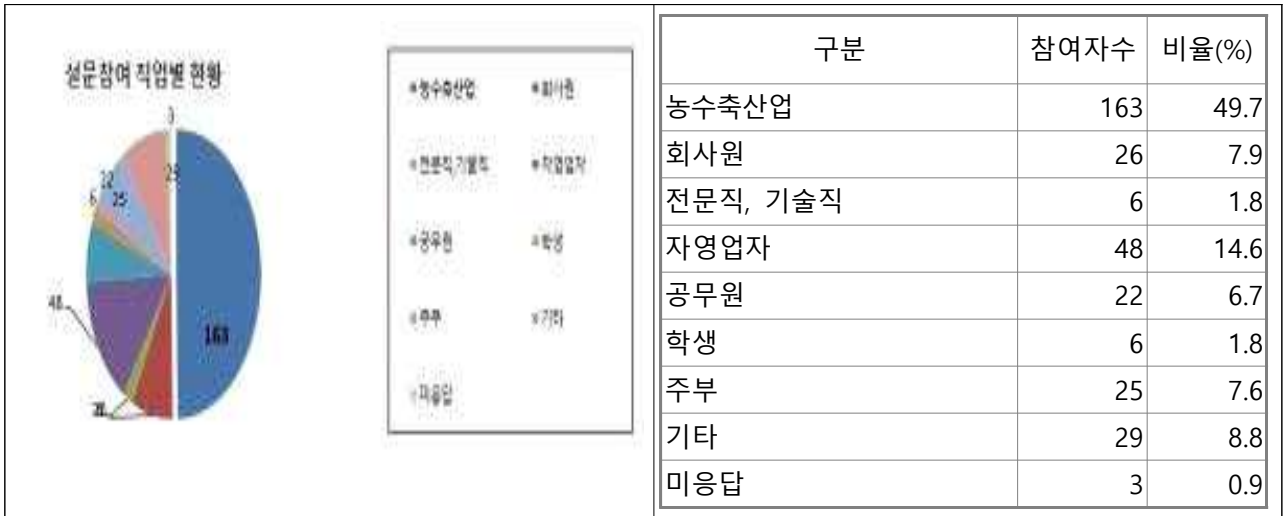 설문참여 직업별 현황
3
29
22
6 25
48
163
농수축산업 회사원
전문직,기술직 자영업자
공무원 학생
주부 기타
미응답
구분 참여자수 비율(%)
농수축산업 163 49.7
회사원 26 7.9
전문직, 기술직 6 1.8
자영업자 48 14.6
공무원 22 6.7
학생 6 1.8
주부 25 7.6
기타 29 8.8
미응답 3 0.9